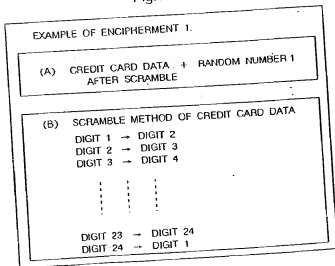 EXAMPLE OF ENCIPHERMENT 1.
(A) CREDIT CARD DATA + RANDOM NUMBER 1
AFTER SCRAMBLE
(B) SCRAMBLE METHOD OF CREDIT CARD DATA
DIGIT 1 → DIGIT 2
DIGIT 2 → DIGIT 3
DIGIT 3 → DIGIT 4
DIGIT 23 → DIGIT 24
DIGIT 24 → DIGIT 1